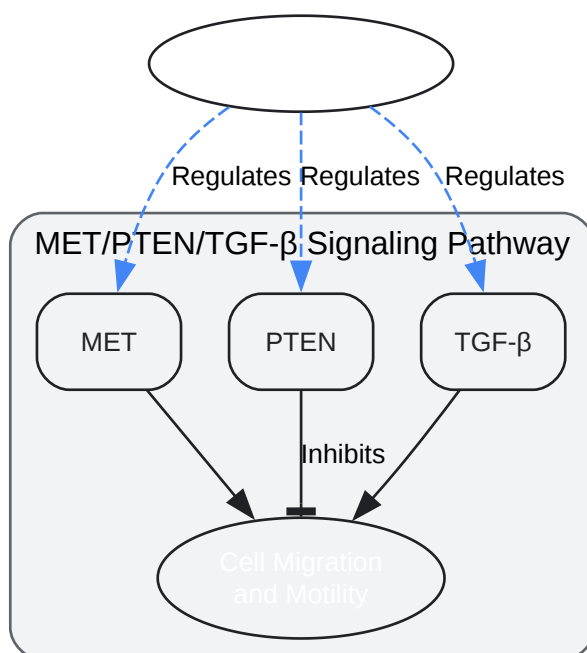 Regulates Regulates Regulates
MET/PTEN/TGF-β Signaling Pathway
MET PTEN TGF-β
Inhibits
Cell Migration
and Motility